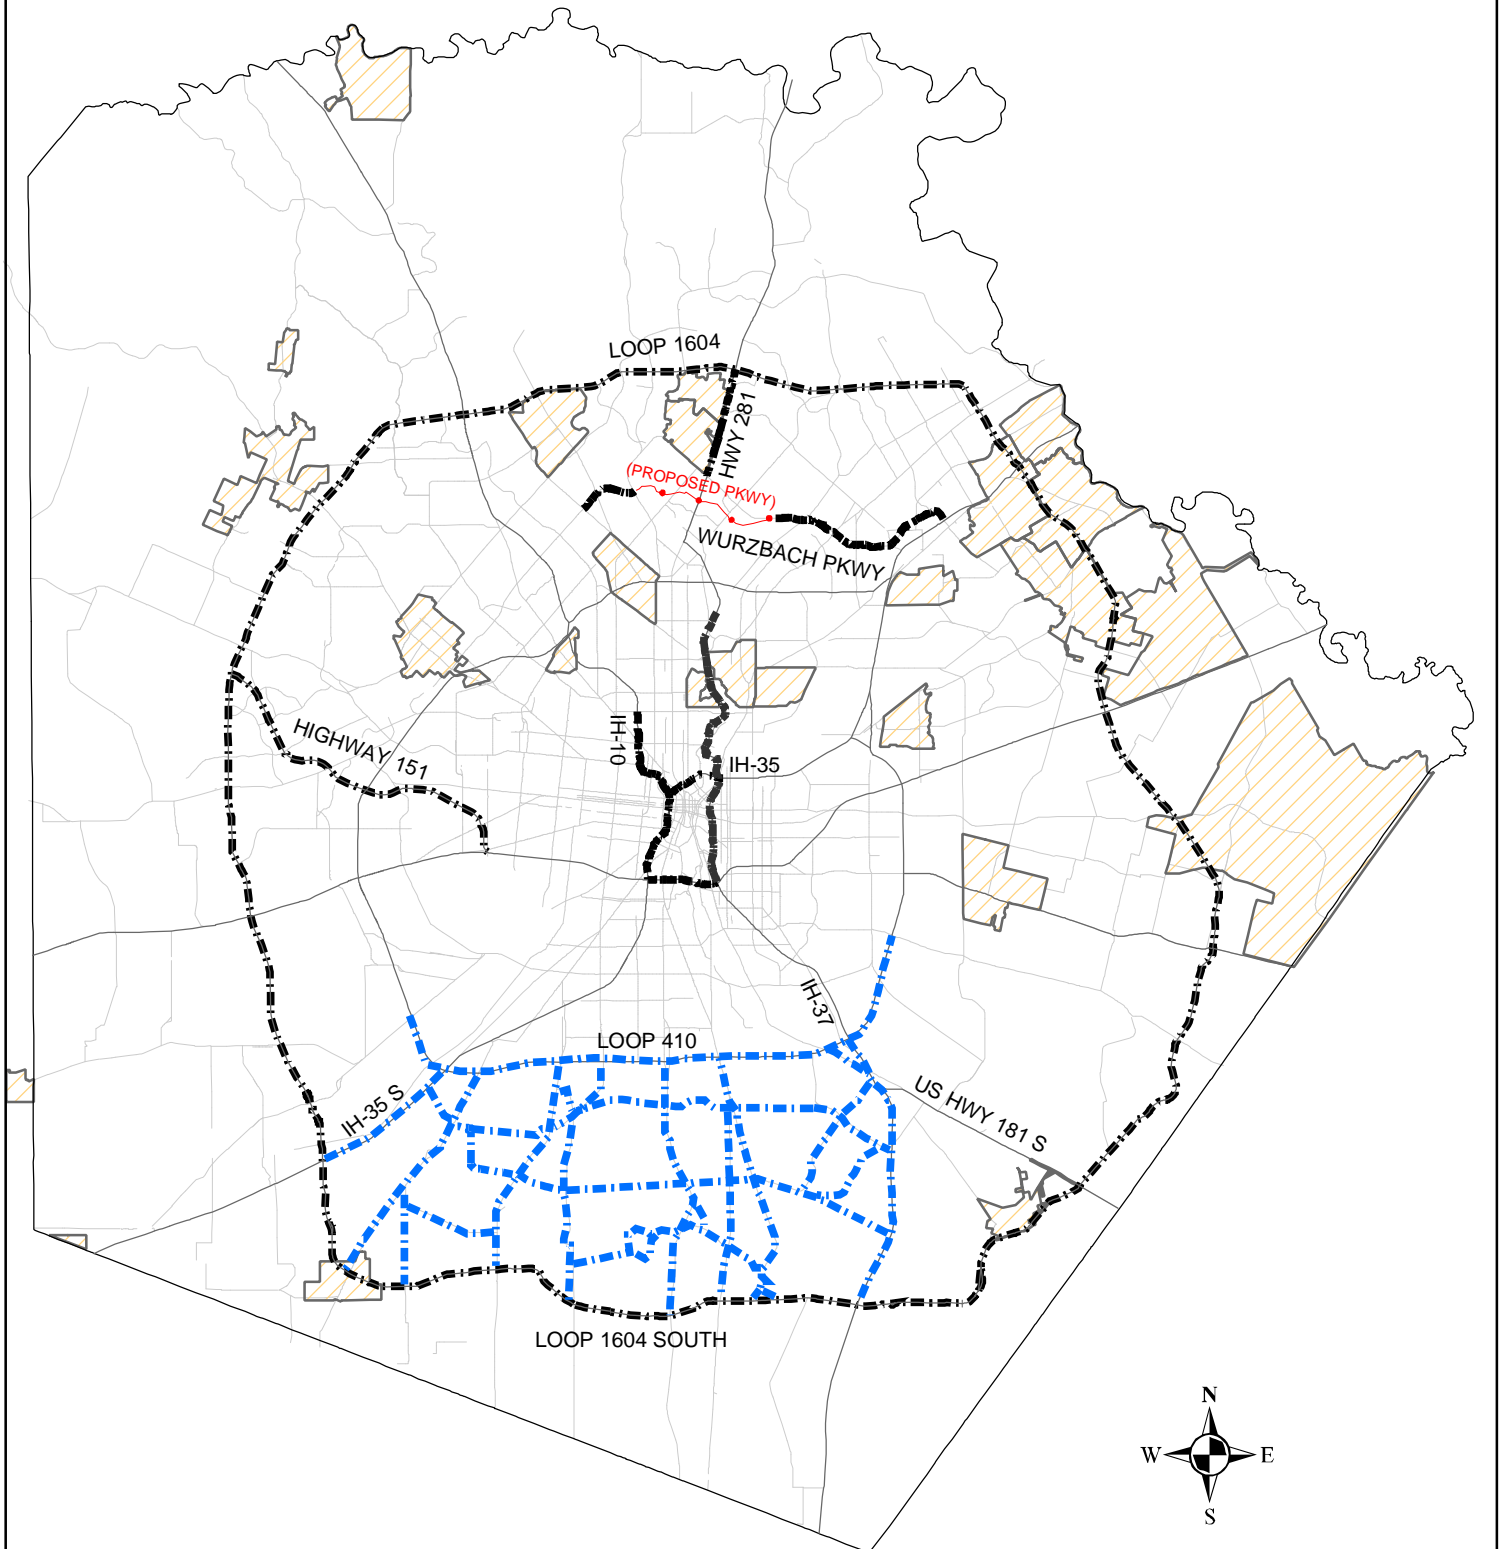 LOOP 1604
HWY 281
(PROPOSED PKWY)
WURZBACH PKWY
HIGHWAY 151
IH-10
IH-35
IH-37
LOOP 410
IH-35 S
US HWY 181 S
LOOP 1604 SOUTH
N
W E
S